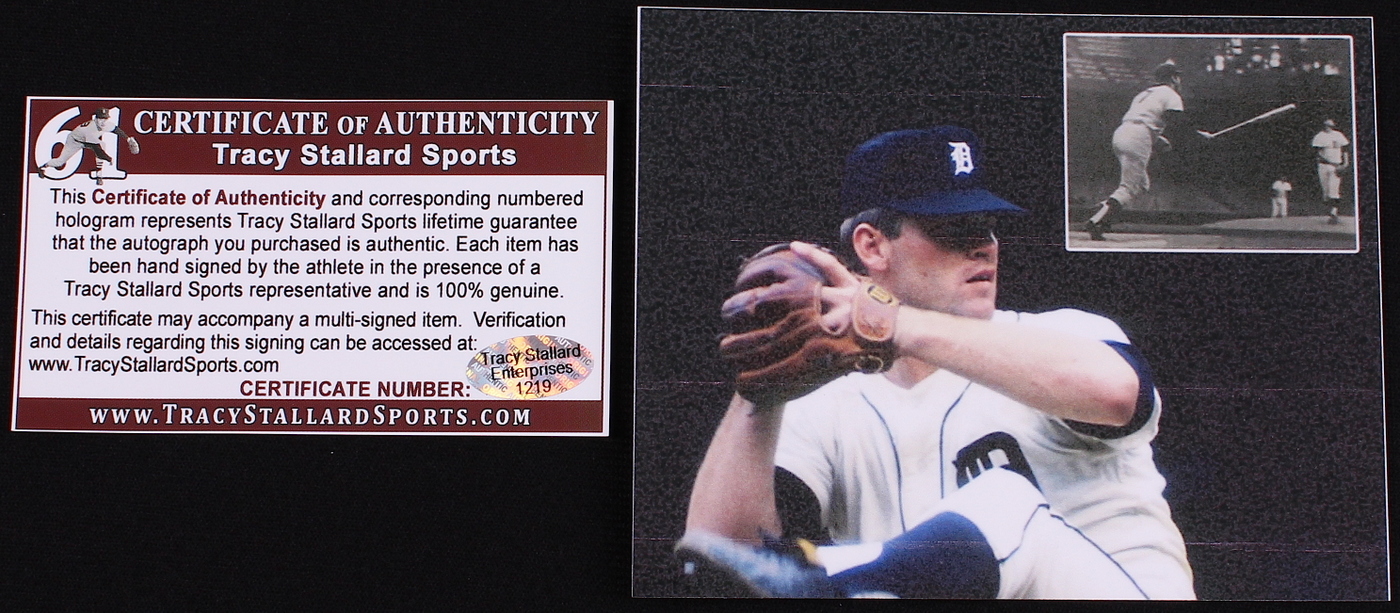 61
CERTIFICATE OF AUTHENTICITY
Tracy Stallard Sports
This Certificate of Authenticity and corresponding numbered
hologram represents Tracy Stallard Sports lifetime guarantee
that the autograph you purchased is authentic. Each item has
been hand signed by the athlete in the presence of a
Tracy Stallard Sports representative and is 100% genuine.
This certificate may accompany a multi-signed item. Verification
and details regarding this signing can be accessed at:
www.TracyStallardSports.com
CERTIFICATE NUMBER:
Tracy Stallard
Enterprises
1219
WWW.TRACYSTALLARDSPORTS.COM
D
D